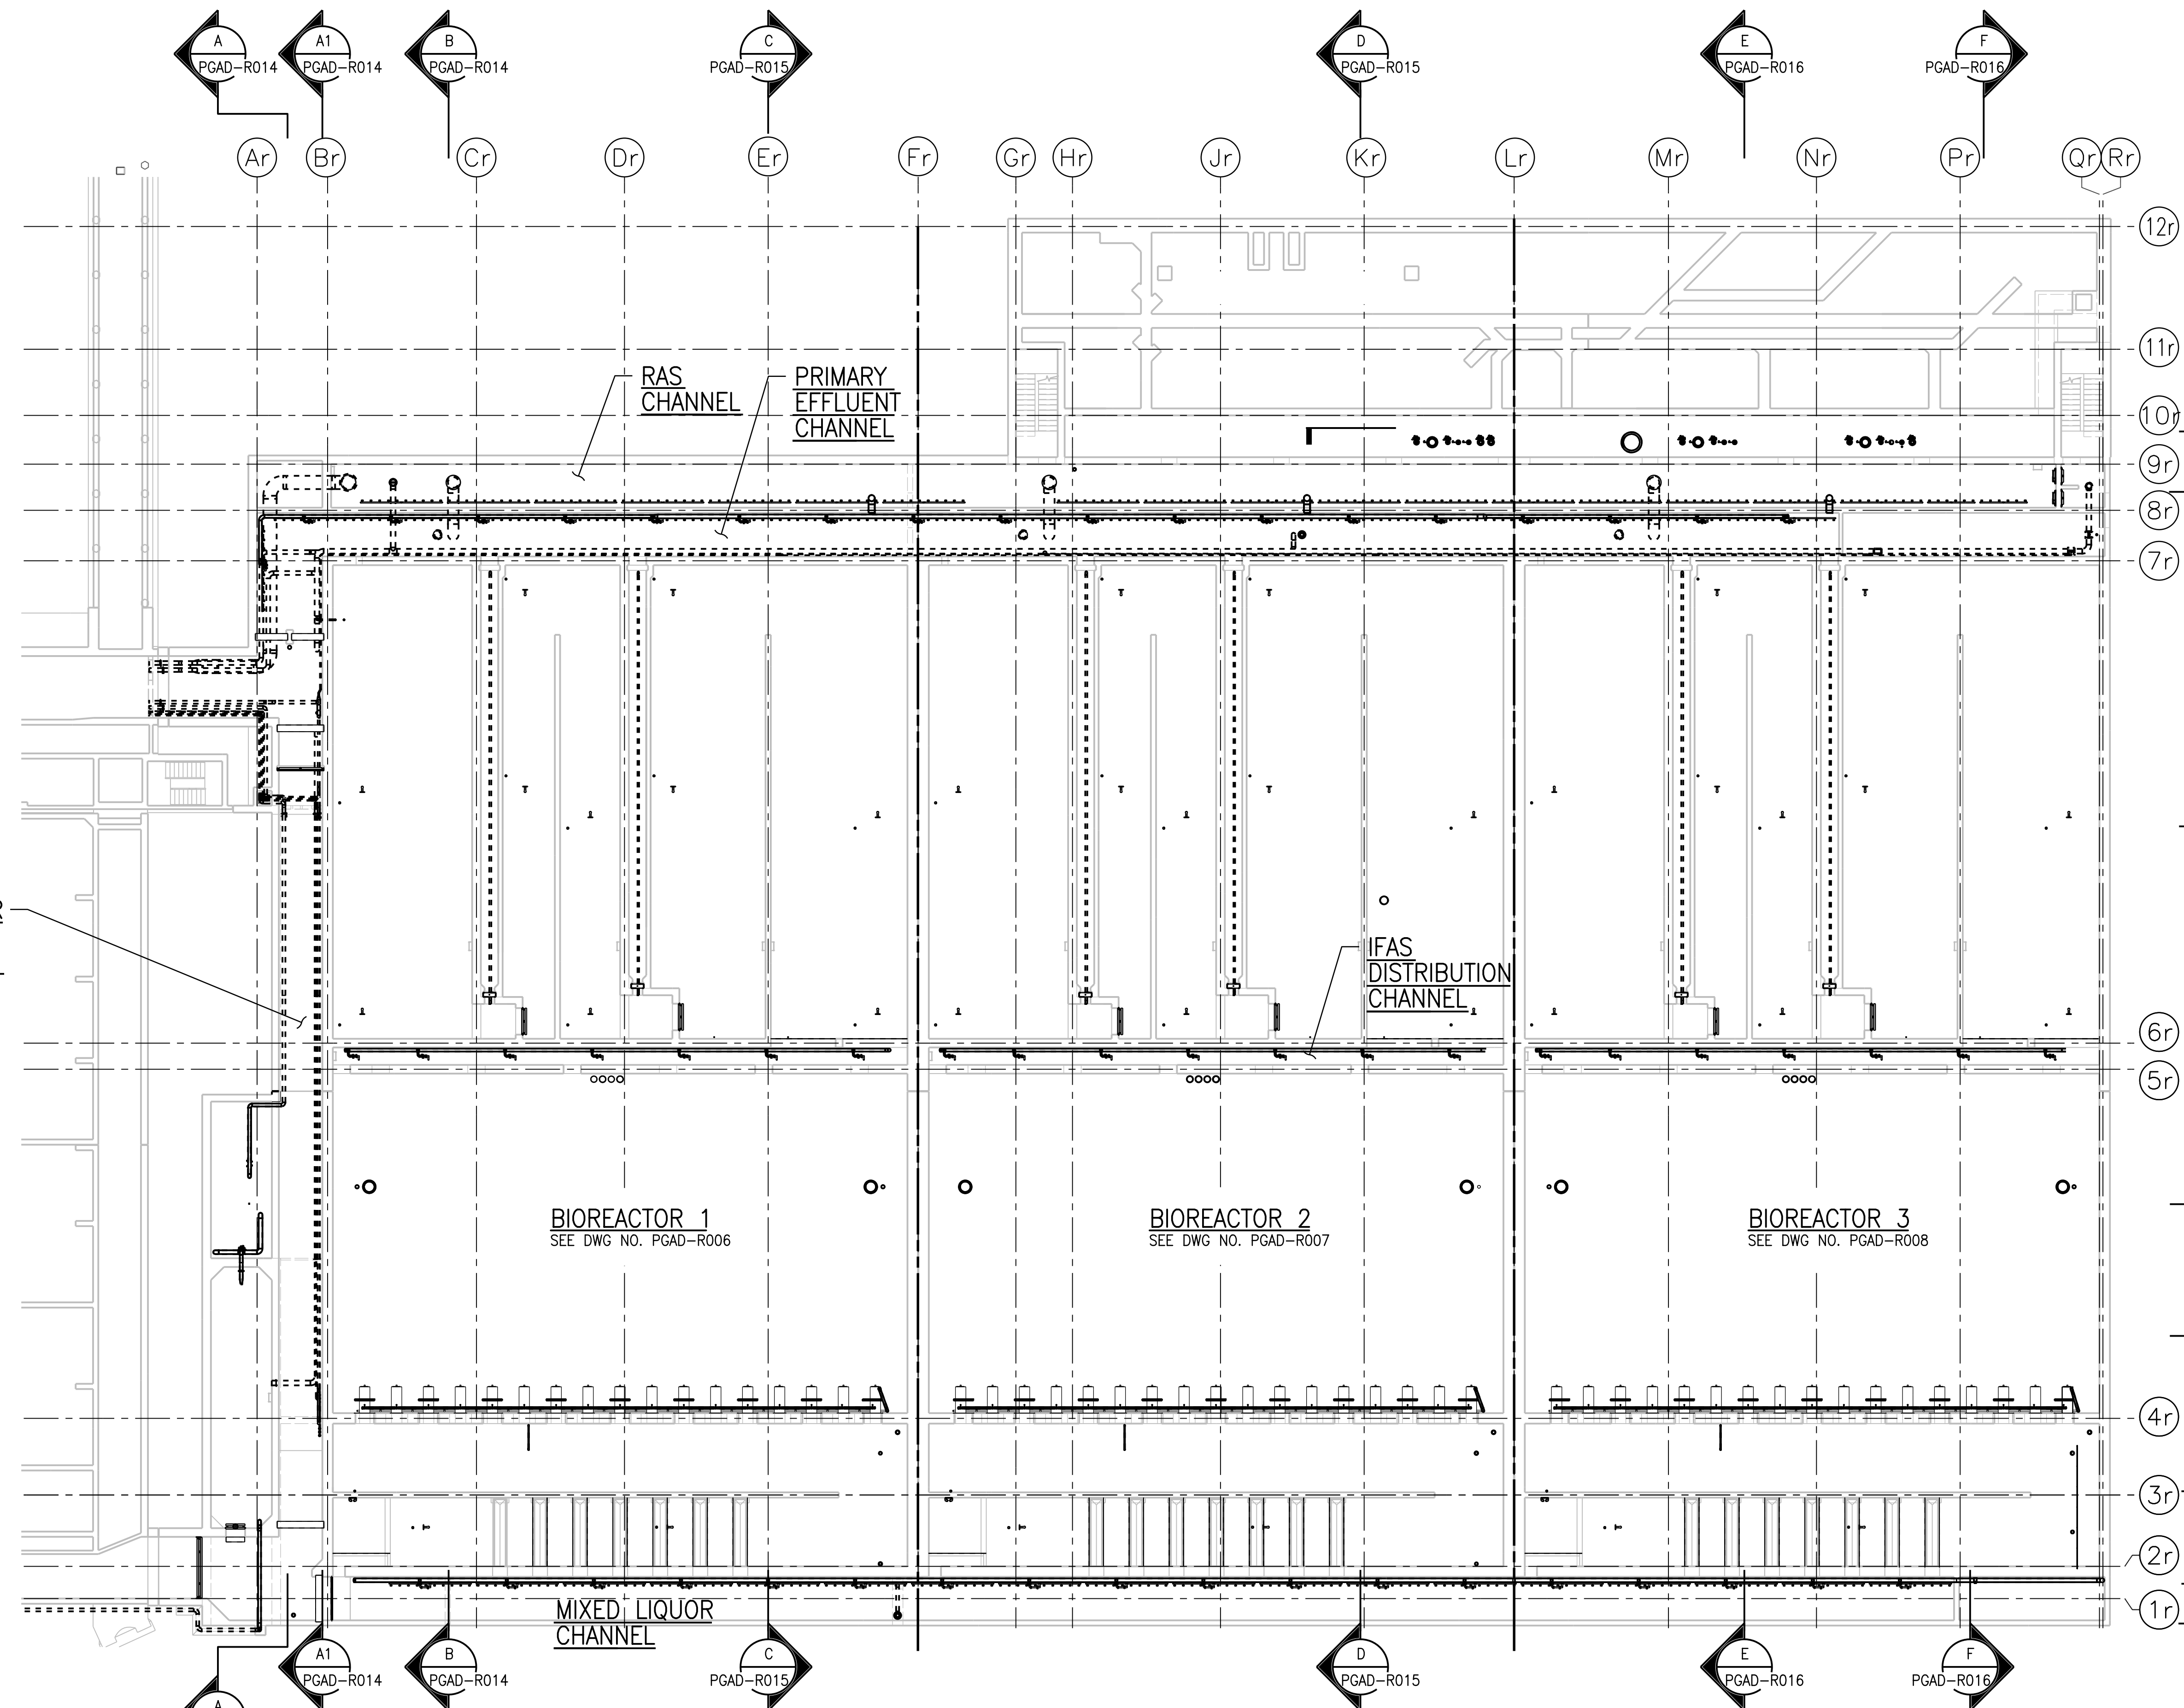 A
PGAD-R014
A1
PGAD-R014
B
PGAD-R014
C
PGAD-R015
D
PGAD-R015
E
PGAD-R016
F
PGAD-R016
Ar
Br
Cr
Dr
Er
Fr
Gr
Hr
Jr
Kr
Lr
Mr
Nr
Pr
Qr
Rr
12r
11r
RAS
CHANNEL
PRIMARY
EFFLUENT
CHANNEL
10r
9r
8r
7r
IFAS
DISTRIBUTION
CHANNEL
6r
5r
BIOREACTOR 1
SEE DWG NO. PGAD-R006
BIOREACTOR 2
SEE DWG NO. PGAD-R007
BIOREACTOR 3
SEE DWG NO. PGAD-R008
4r
3r
2r
1r
MIXED LIQUOR
CHANNEL
A1
PGAD-R014
B
PGAD-R014
C
PGAD-R015
D
PGAD-R015
E
PGAD-R016
F
PGAD-R016
A